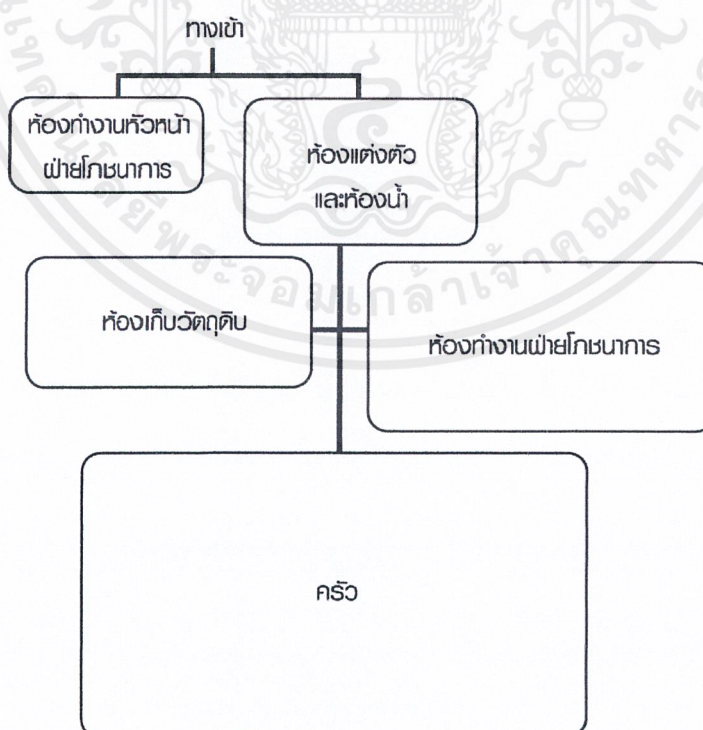 ทางเข้า
ห้องทำงานหัวหน้า
ฝ่ายโภชนาการ
ห้องแต่งตัว
และห้องน้ำ
ห้องเก็บวัตถุดิบ
ห้องทำงานฝ่ายโภชนาการ
ครัว